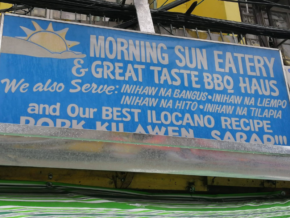 MORNING SUN EATERY
& GREAT TASTE BBQ HAUS
We also Serve: INIHAW NA BANGUS • INIHAW NA LIEMPO
INIHAW NA HITO • INIHAW NA TILAPIA
and Our BEST ILOCANO RECIPE
PORK KILAWEN SARAP!!!